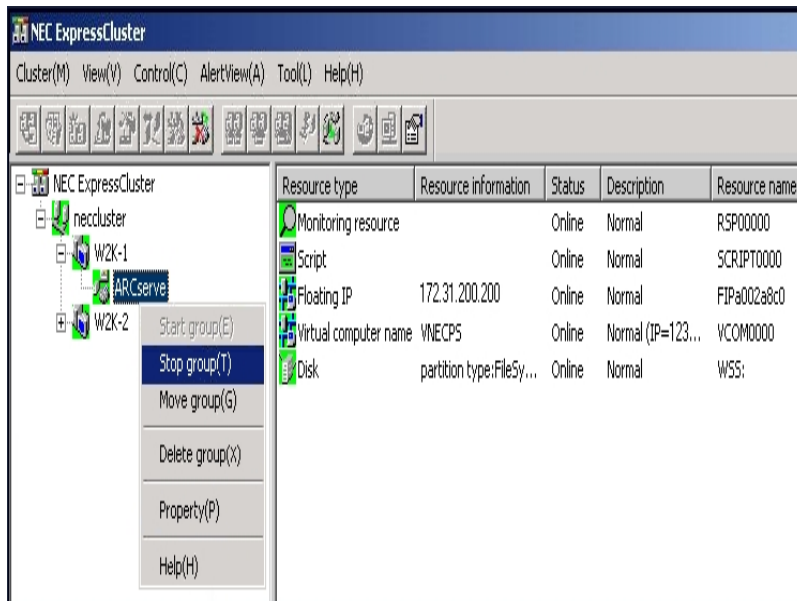 NEC ExpressCluster
Cluster(M) View(V) Control(C) AlertView(A) Tool(L) Help(H)
NEC ExpressCluster
neccluster
W2K-1
ARCserve
W2K-2
Start group(E)
Stop group(T)
Move group(G)
Delete group(X)
Property(P)
Help(H)
Resource type Resource information Status Description Resource name
Monitoring resource Online Normal RSP00000
Script Online Normal SCRIPT0000
Floating IP 172.31.200.200 Online Normal FIPa002a8c0
Virtual computer name VNECPS Online Normal (IP=123... VCOM0000
Disk partition type:FileSy... Online Normal WSS: